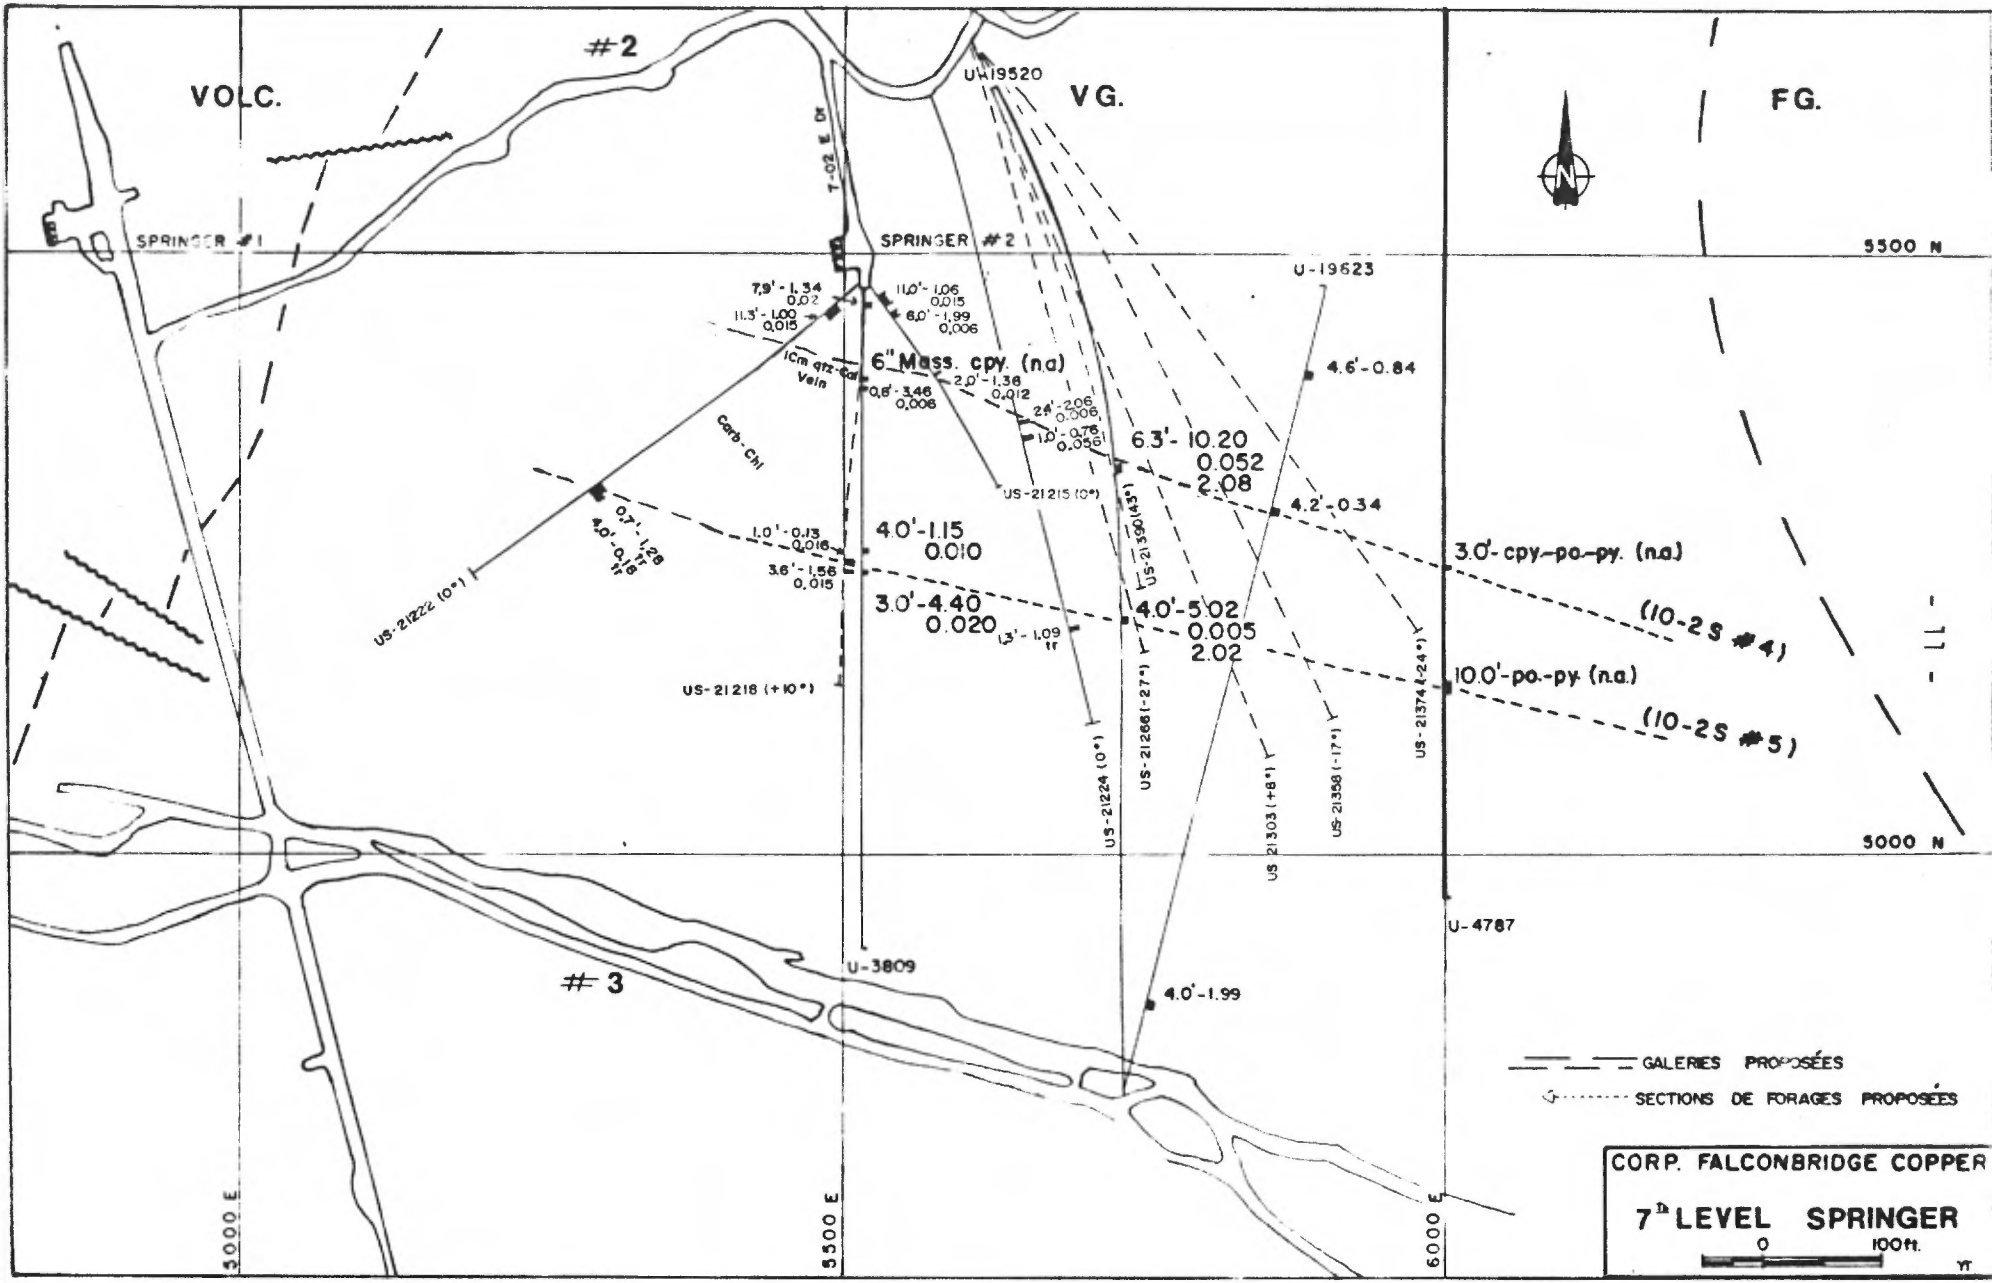 #2
VOLC.
VG.
FG.
U-19520
7-02 E Dr
N
SPRINGER #1
SPRINGER #2
5500 N
U-19623
7.9'-1.34
0.02
11.3'-1.00
0.015
11.0'-1.06
0.015
6.0'-1.99
0.006
1Cm qtz-Cal
Vein
6" Mass. cpy. (n.a)
0.8'-3.46
0.006
2.0'-1.38
0.012
2.4'-2.06
0.006
1.0'-0.76
0.056
4.6'-0.84
Carb-Chl
6.3'-10.20
0.052
2.08
4.2'-0.34
US-21215 (0°)
US-21390 (43°)
0.7'-1.28
tr
4.0'-0.16
tr
1.0'-0.13
0.016
3.6'-1.56
0.015
4.0'-1.15
0.010
3.0'-cpy.-po.-py. (n.a.)
US-21222 (0°)
3.0'-4.40
0.020
1.3'-1.09
tr
4.0'-5.02
0.005
2.02
(10-2S #4)
LL
US-21218 (+10°)
10.0'-po.-py. (n.a.)
(10-2S #5)
US-21224 (0°)
US-21266 (-27°)
US-21303 (+8°)
US-21358 (-17°)
US-21374 (-24°)
5000 N
U-4787
U-3809
#3
4.0'-1.99
GALERIES PROPOSÉES
SECTIONS DE FORAGES PROPOSÉES
5000 E
5500 E
6000 E
CORP. FALCONBRIDGE COPPER
7th LEVEL SPRINGER
0 100ft.
YT